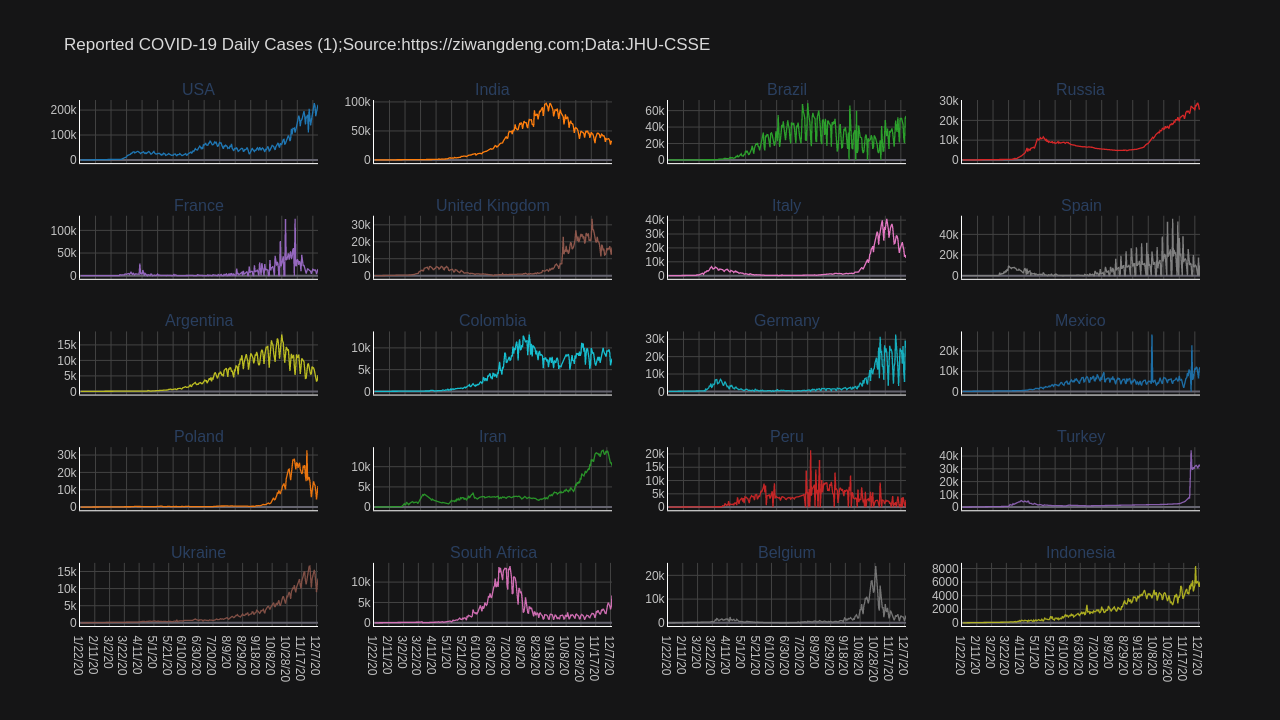 Reported COVID-19 Daily Cases (1);Source:https://ziwangdeng.com;Data:JHU-CSSE
USA
India
Brazil
Russia
200k
100k
0
100k
50k
0
60k
40k
20k
0
30k
20k
10k
0
France
United Kingdom
Italy
Spain
100k
50k
0
30k
20k
10k
0
40k
30k
20k
10k
0
40k
20k
0
Argentina
Colombia
Germany
Mexico
15k
10k
5k
0
10k
5k
0
30k
20k
10k
0
20k
10k
0
Poland
Iran
Peru
Turkey
30k
20k
10k
0
10k
5k
0
20k
15k
10k
5k
0
40k
30k
20k
10k
0
Ukraine
South Africa
Belgium
Indonesia
15k
10k
5k
0
10k
5k
0
20k
10k
0
8000
6000
4000
2000
0
1/22/20
2/11/20
3/2/20
3/22/20
4/11/20
5/1/20
5/21/20
6/10/20
6/30/20
7/20/20
8/9/20
8/29/20
9/18/20
10/8/20
10/28/20
11/17/20
12/7/20
1/22/20
2/11/20
3/2/20
3/22/20
4/11/20
5/1/20
5/21/20
6/10/20
6/30/20
7/20/20
8/9/20
8/29/20
9/18/20
10/8/20
10/28/20
11/17/20
12/7/20
1/22/20
2/11/20
3/2/20
3/22/20
4/11/20
5/1/20
5/21/20
6/10/20
6/30/20
7/20/20
8/9/20
8/29/20
9/18/20
10/8/20
10/28/20
11/17/20
12/7/20
1/22/20
2/11/20
3/2/20
3/22/20
4/11/20
5/1/20
5/21/20
6/10/20
6/30/20
7/20/20
8/9/20
8/29/20
9/18/20
10/8/20
10/28/20
11/17/20
12/7/20